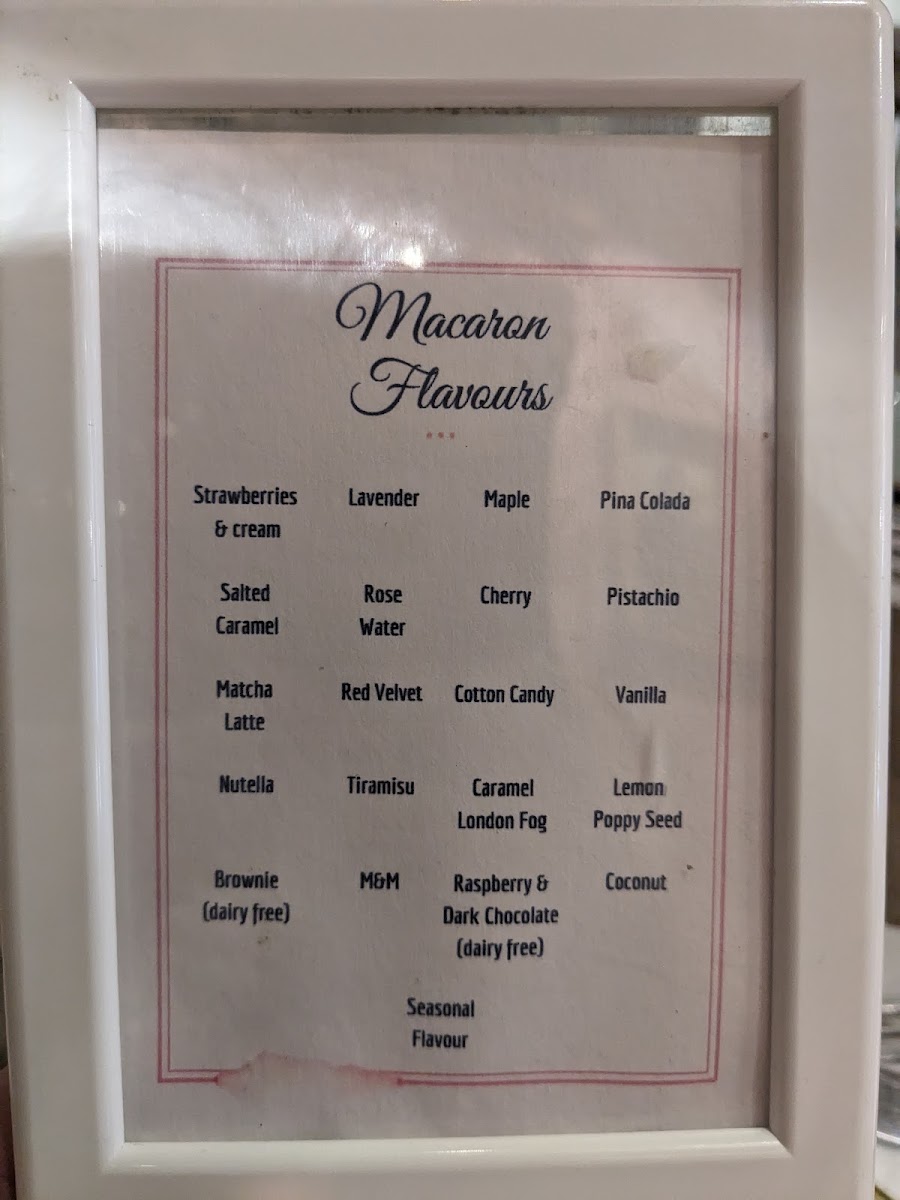 Macaron
Flavours
Strawberries
& cream
Lavender
Maple
Pina Colada
Salted
Caramel
Rose
Water
Cherry
Pistachio
Matcha
Latte
Red Velvet
Cotton Candy
Vanilla
Nutella
Tiramisu
Caramel
London Fog
Lemon
Poppy Seed
Brownie
(dairy free)
M&M
Raspberry &
Dark Chocolate
(dairy free)
Coconut
Seasonal
Flavour